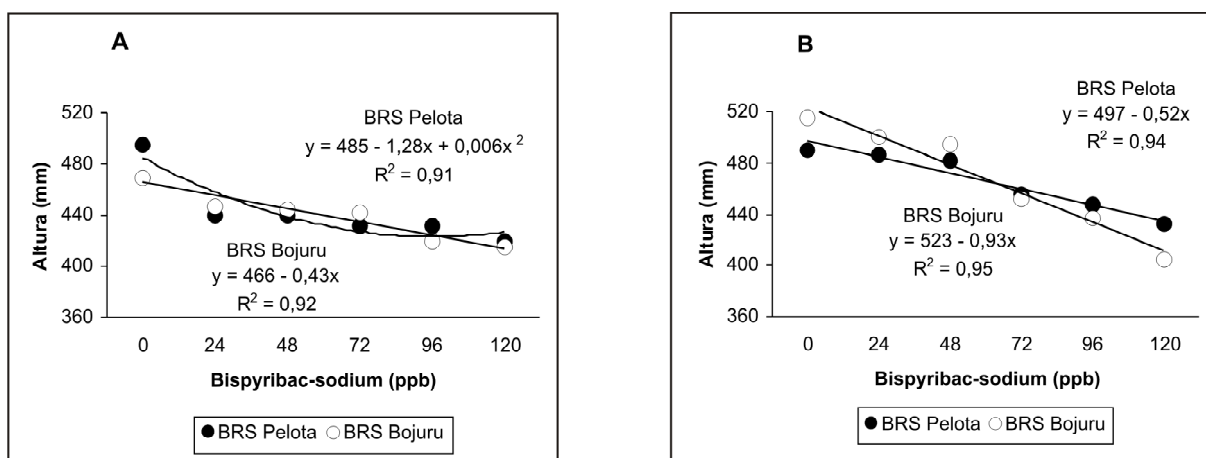 A
520
480
440
400
360
Altura (mm)
BRS Pelota
y = 485 - 1,28x + 0,006x²
R² = 0,91
BRS Bojuru
y = 466 - 0,43x
R² = 0,92
0 24 48 72 96 120
Bispyribac-sodium (ppb)
BRS Pelota BRS Bojuru
B
520
480
440
400
360
Altura (mm)
BRS Pelota
y = 497 - 0,52x
R² = 0,94
BRS Bojuru
y = 523 - 0,93x
R² = 0,95
0 24 48 72 96 120
Bispyribac-sodium (ppb)
BRS Pelota BRS Bojuru